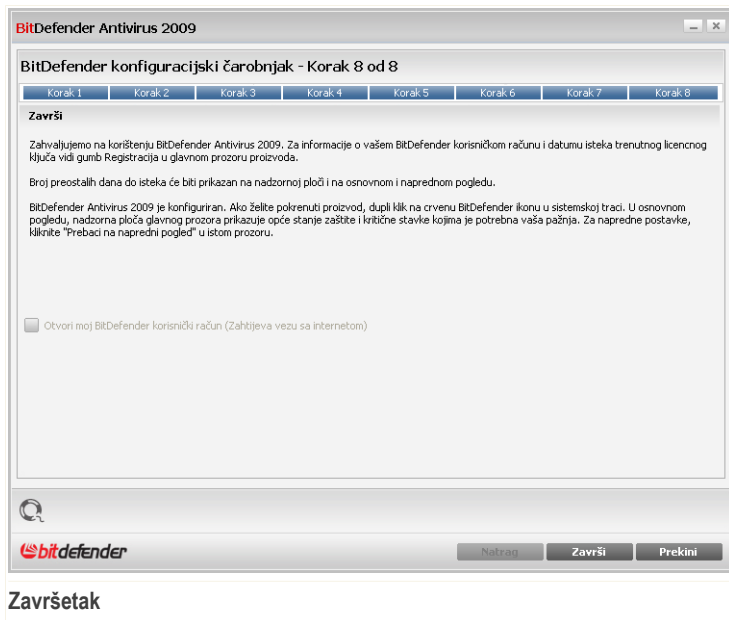 BitDefender Antivirus 2009
BitDefender konfiguracijski čarobnjak - Korak 8 od 8
Korak 1 Korak 2 Korak 3 Korak 4 Korak 5 Korak 6 Korak 7 Korak 8
Završi
Zahvaljujemo na korištenju BitDefender Antivirus 2009. Za informacije o vašem BitDefender korisničkom računu i datumu isteka trenutnog licencnog
ključa vidi gumb Registracija u glavnom prozoru proizvoda.
Broj preostalih dana do isteka će biti prikazan na nadzornoj ploči i na osnovnom i naprednom pogledu.
BitDefender Antivirus 2009 je konfiguriran. Ako želite pokrenuti proizvod, dupli klik na crvenu BitDefender ikonu u sistemskoj traci. U osnovnom
pogledu, nadzorna ploča glavnog prozora prikazuje opće stanje zaštite i kritične stavke kojima je potrebna vaša pažnja. Za napredne postavke,
kliknite "Prebaci na napredni pogled" u istom prozoru.
Otvori moj BitDefender korisnički račun (Zahtijeva vezu sa internetom)
bitdefender
Natrag Završi Prekini
Završetak